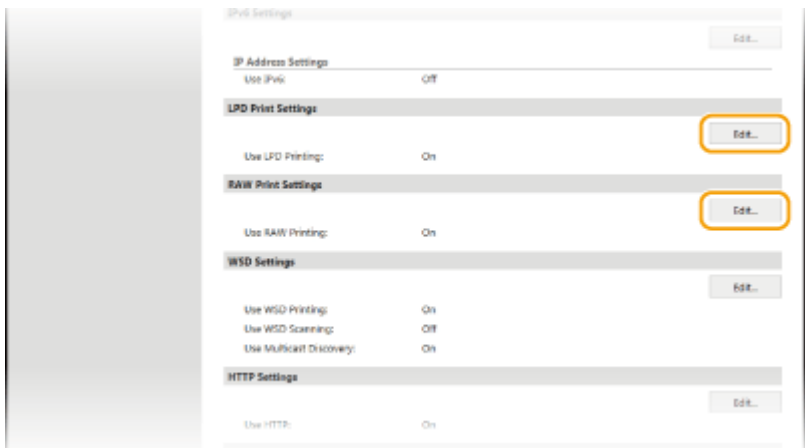 IPv6 Settings
Edit...
IP Address Settings
Use IPv6: Off
LPD Print Settings
Edit...
Use LPD Printing: On
RAW Print Settings
Edit...
Use RAW Printing: On
WSD Settings
Edit...
Use WSD Printing: On
Use WSD Scanning: Off
Use Multicast Discovery: On
HTTP Settings
Edit...
Use HTTP: On